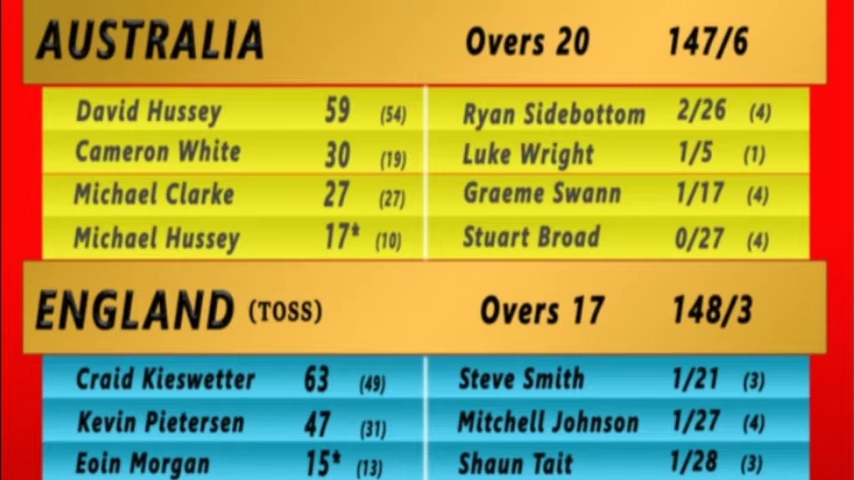 AUSTRALIA Overs 20 147/6
David Hussey 59 (54) Ryan Sidebottom 2/26 (4)
Cameron White 30 (19) Luke Wright 1/5 (1)
Michael Clarke 27 (27) Graeme Swann 1/17 (4)
Michael Hussey 17* (10) Stuart Broad 0/27 (4)
ENGLAND (TOSS) Overs 17 148/3
Craid Kieswetter 63 (49) Steve Smith 1/21 (3)
Kevin Pietersen 47 (31) Mitchell Johnson 1/27 (4)
Eoin Morgan 15* (13) Shaun Tait 1/28 (3)